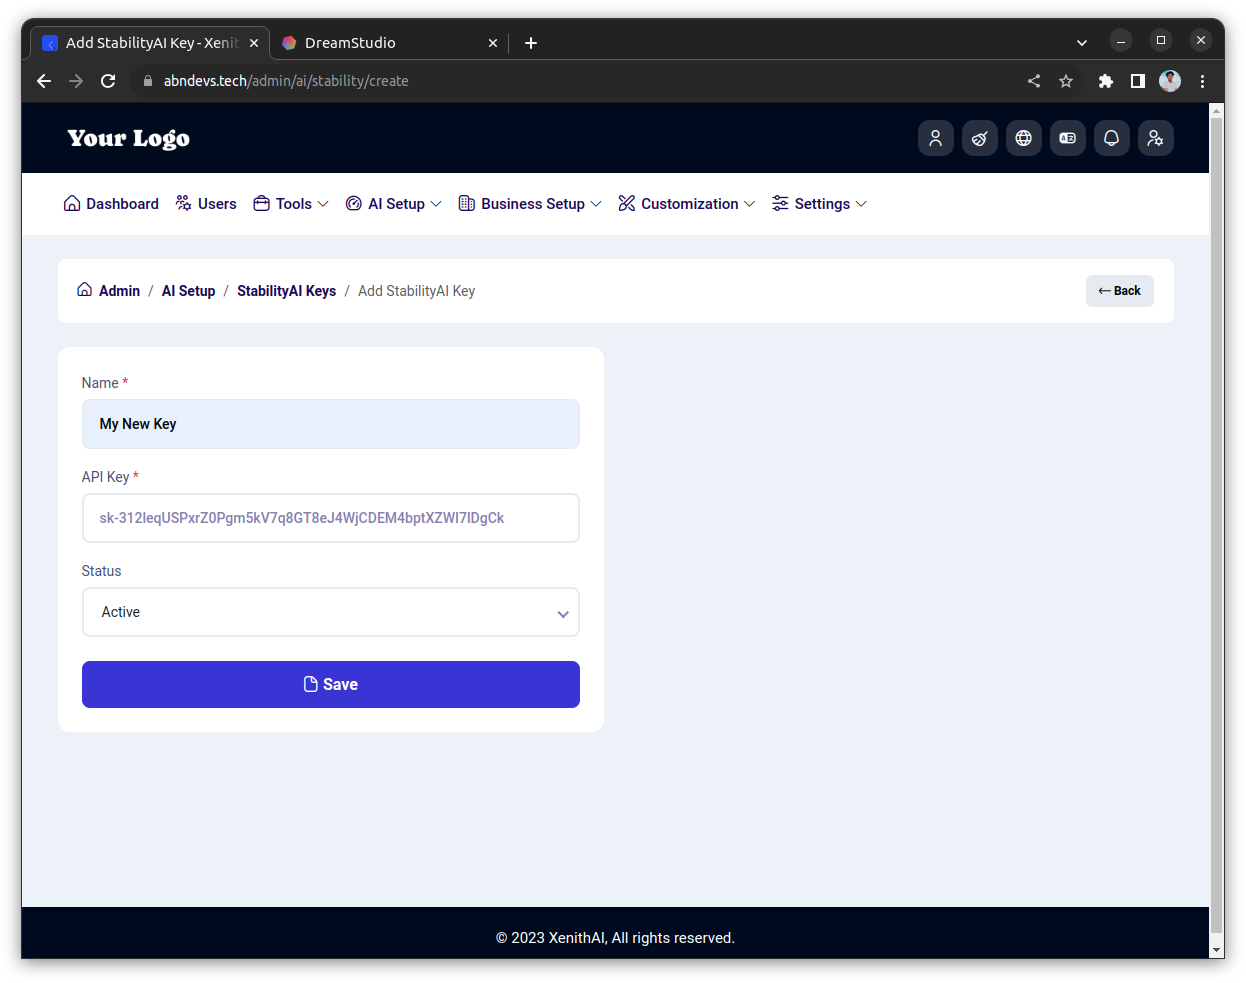 Add StabilityAI Key - Xenit
DreamStudio
abndevs.tech/admin/ai/stability/create
Your Logo
Dashboard Users Tools AI Setup Business Setup Customization Settings
Admin / AI Setup / StabilityAI Keys / Add StabilityAI Key
← Back
Name *
My New Key
API Key *
sk-312IeqUSPxrZ0Pgm5kV7q8GT8eJ4WjCDEM4bptXZWI7IDgCk
Status
Active
Save
© 2023 XenithAI, All rights reserved.